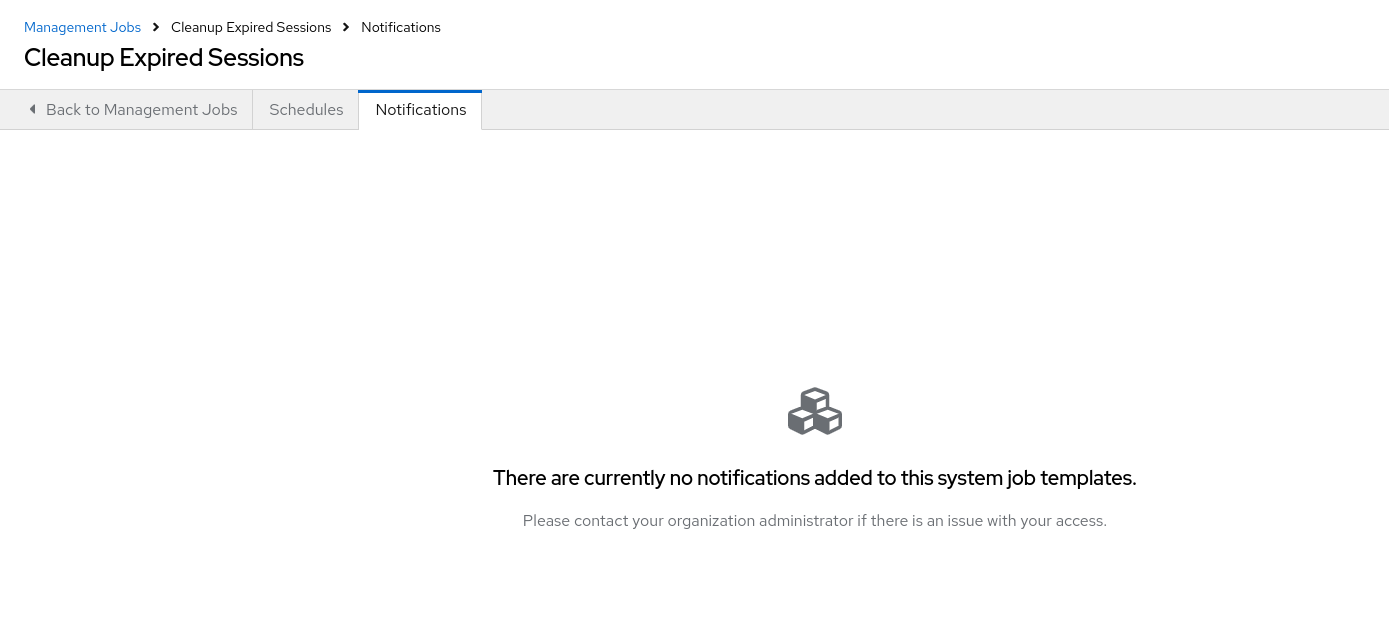 Management Jobs Cleanup Expired Sessions Notifications
Cleanup Expired Sessions
Back to Management Jobs Schedules Notifications
There are currently no notifications added to this system job templates.
Please contact your organization administrator if there is an issue with your access.